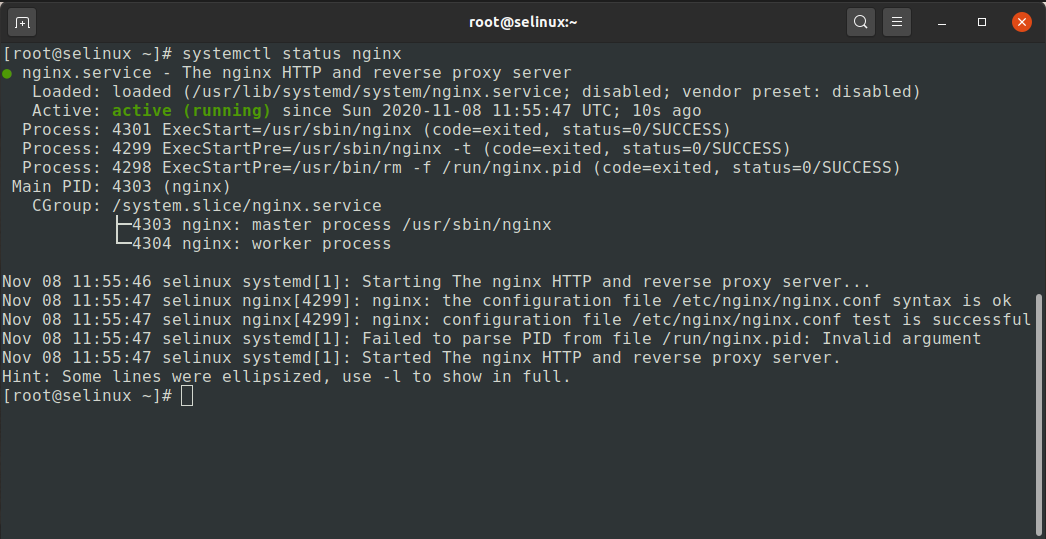 root@selinux:~
[root@selinux ~]# systemctl status nginx
● nginx.service - The nginx HTTP and reverse proxy server
   Loaded: loaded (/usr/lib/systemd/system/nginx.service; disabled; vendor preset: disabled)
   Active: active (running) since Sun 2020-11-08 11:55:47 UTC; 10s ago
  Process: 4301 ExecStart=/usr/sbin/nginx (code=exited, status=0/SUCCESS)
  Process: 4299 ExecStartPre=/usr/sbin/nginx -t (code=exited, status=0/SUCCESS)
  Process: 4298 ExecStartPre=/usr/bin/rm -f /run/nginx.pid (code=exited, status=0/SUCCESS)
 Main PID: 4303 (nginx)
   CGroup: /system.slice/nginx.service
           ├─4303 nginx: master process /usr/sbin/nginx
           └─4304 nginx: worker process
Nov 08 11:55:46 selinux systemd[1]: Starting The nginx HTTP and reverse proxy server...
Nov 08 11:55:47 selinux nginx[4299]: nginx: the configuration file /etc/nginx/nginx.conf syntax is ok
Nov 08 11:55:47 selinux nginx[4299]: nginx: configuration file /etc/nginx/nginx.conf test is successful
Nov 08 11:55:47 selinux systemd[1]: Failed to parse PID from file /run/nginx.pid: Invalid argument
Nov 08 11:55:47 selinux systemd[1]: Started The nginx HTTP and reverse proxy server.
Hint: Some lines were ellipsized, use -l to show in full.
[root@selinux ~]#